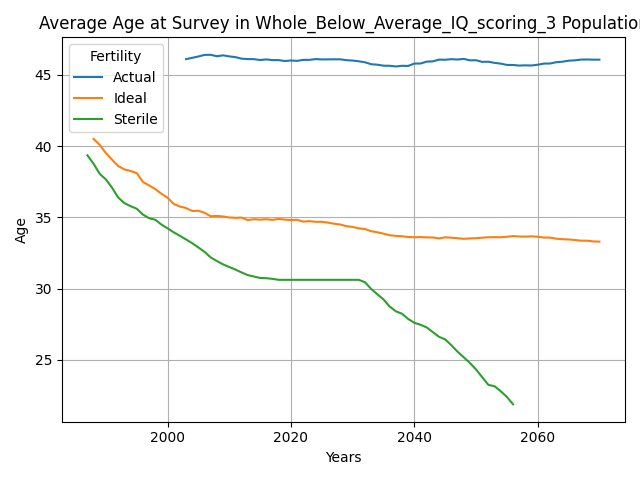 Average Age at Survey in Whole_Below_Average_IQ_scoring_3 Population
Fertility
Actual
Ideal
Sterile
45
40
35
30
25
Age
2000 2020 2040 2060
Years